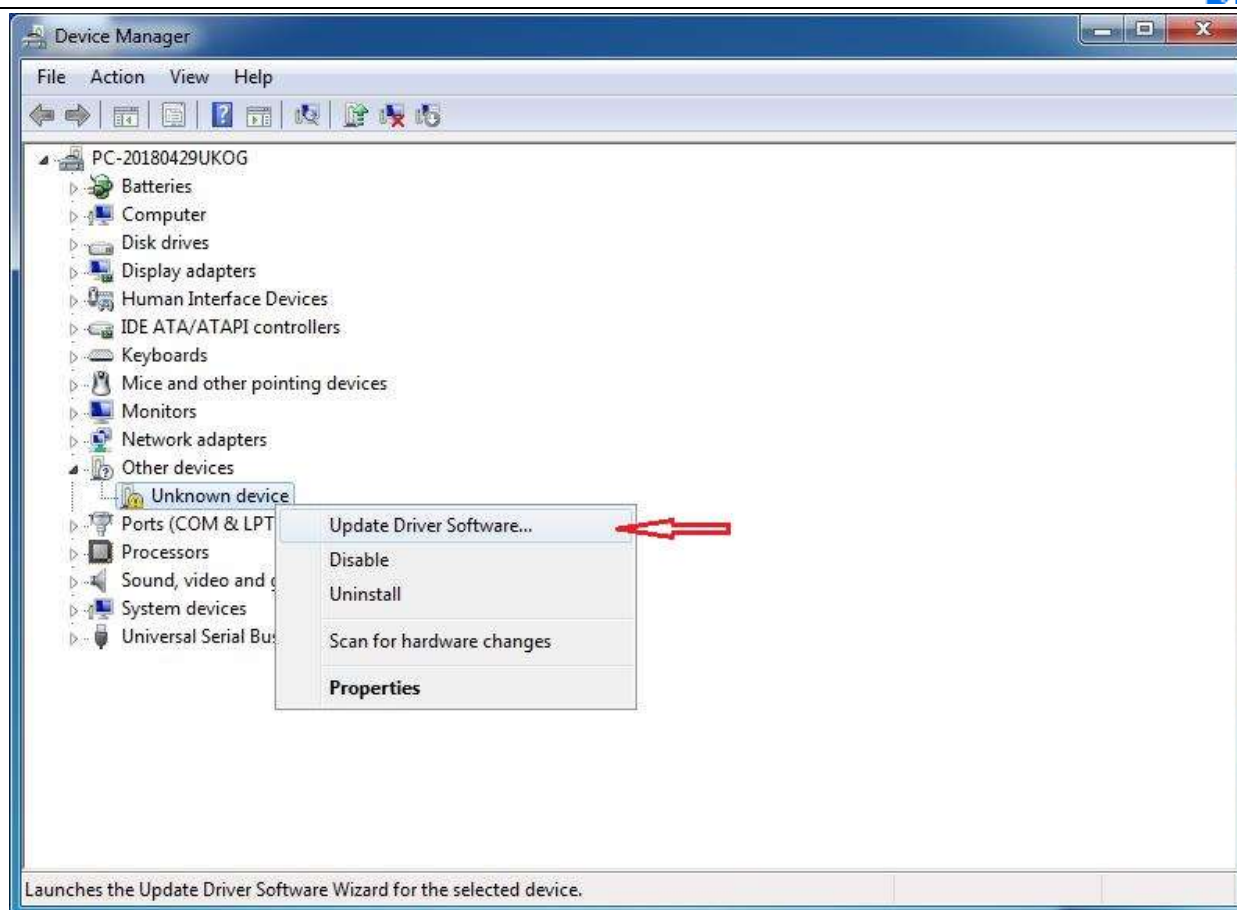 Device Manager
File Action View Help
PC-20180429UKOG
Batteries
Computer
Disk drives
Display adapters
Human Interface Devices
IDE ATA/ATAPI controllers
Keyboards
Mice and other pointing devices
Monitors
Network adapters
Other devices
Unknown device
Ports (COM & LPT
Processors
Sound, video and g
System devices
Universal Serial Bus
Update Driver Software...
Disable
Uninstall
Scan for hardware changes
Properties
Launches the Update Driver Software Wizard for the selected device.